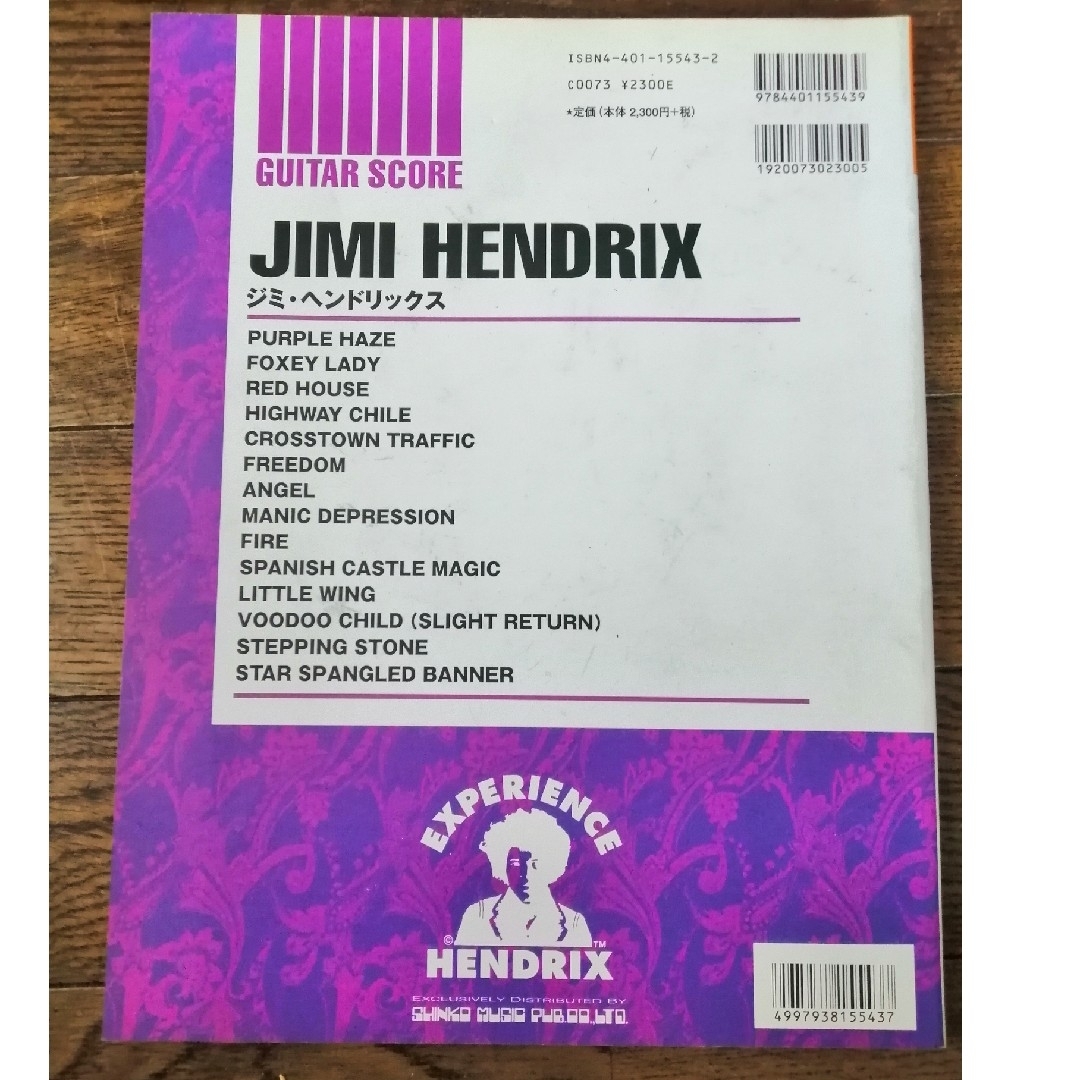 GUITAR SCORE
ISBN4-401-15543-2
C0073 ¥2300E
*定価(本体 2,300円+税)
9784401155439
1920073023005
JIMI HENDRIX
ジミ・ヘンドリックス
PURPLE HAZE
FOXEY LADY
RED HOUSE
HIGHWAY CHILE
CROSSTOWN TRAFFIC
FREEDOM
ANGEL
MANIC DEPRESSION
FIRE
SPANISH CASTLE MAGIC
LITTLE WING
VOODOO CHILD (SLIGHT RETURN)
STEPPING STONE
STAR SPANGLED BANNER
EXPERIENCE
© ™
HENDRIX
EXCLUSIVELY DISTRIBUTED BY
SHINKO MUSIC PUB.CO.,LTD.
4997938155437